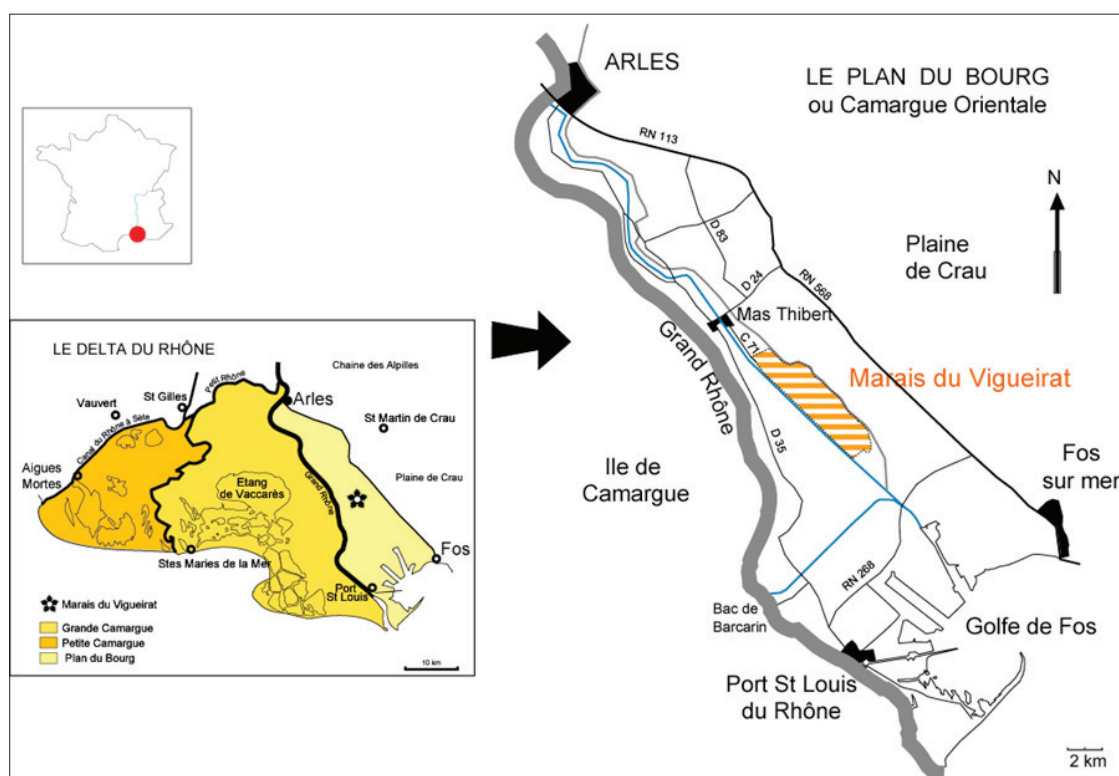 LE DELTA DU RHÔNE
Chaine des Alpilles
Petit Rhône
St Gilles
Vauvert
Arles
St Martin de Crau
Canal du Rhône à Sète
Aigues
Mortes
Etang
de Vaccarès
Grand Rhône
Plaine de Crau
Stes Maries de la Mer
Fos
Port
St Louis
Marais du Vigueirat
Grande Camargue
Petite Camargue
Plan du Bourg
10 km
ARLES
LE PLAN DU BOURG
ou Camargue Orientale
RN 113
N
D 83
Plaine
de Crau
D 24
RN 568
Mas Thibert
C 71
Grand Rhône
Marais du Vigueirat
D 35
Ile de
Camargue
Fos
sur mer
RN 268
Bac de
Barcarin
Golfe de Fos
Port St Louis
du Rhône
2 km